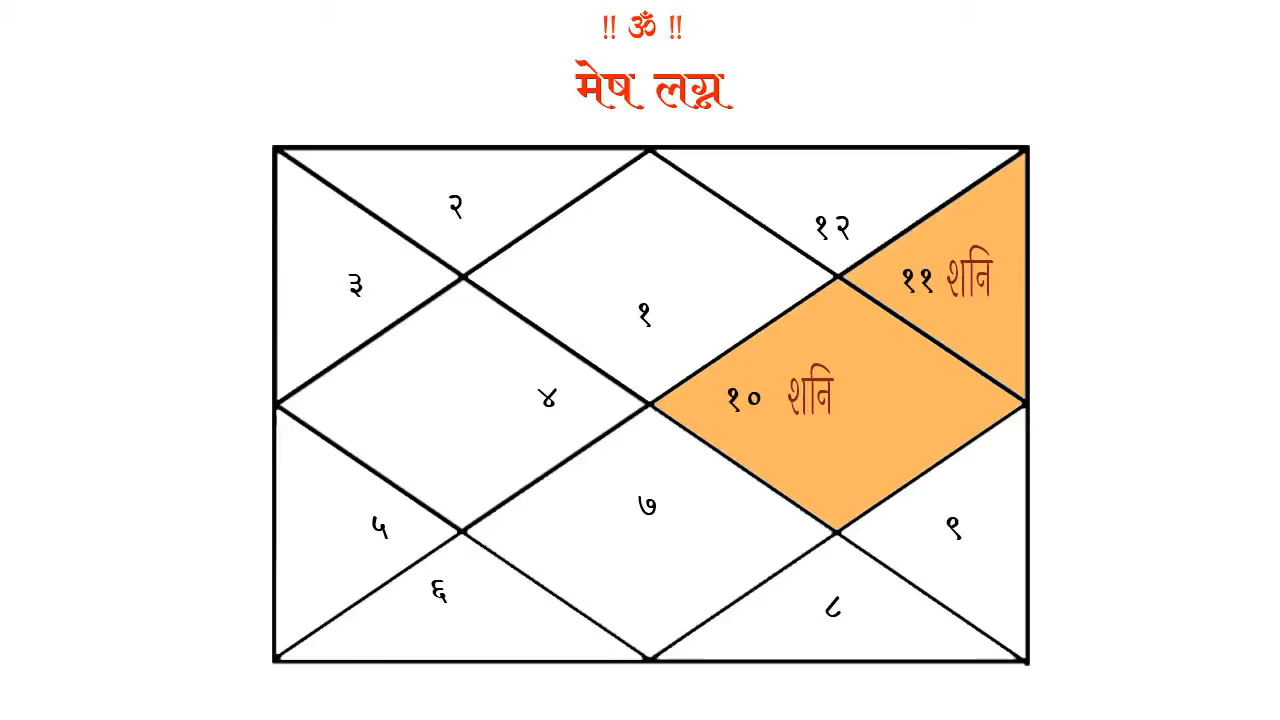 !! ॐ !!
मेष लग्न
२
१२
३
११ शनि
१
४
१० शनि
७
५
९
६
८